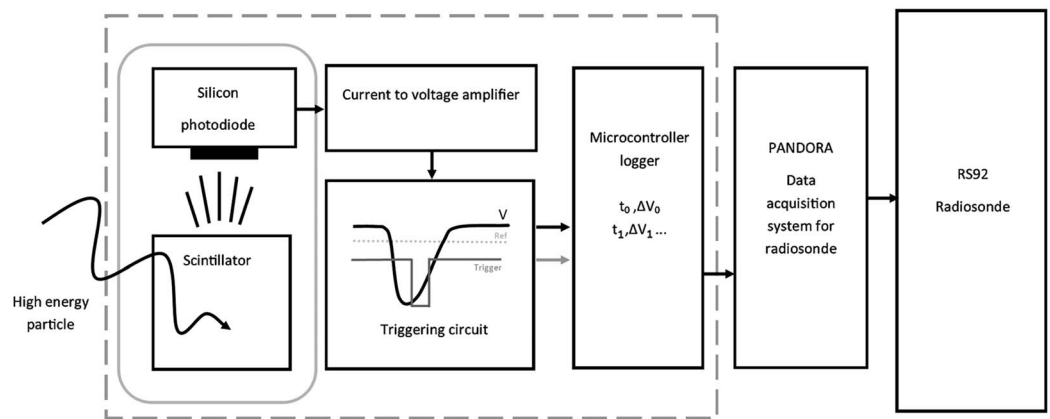 Silicon
photodiode
Scintillator
High energy
particle
Current to voltage amplifier
V
Ref
Trigger
Triggering circuit
Microcontroller
logger
t₀,ΔV₀
t₁,ΔV₁...
PANDORA
Data
acquisition
system for
radiosonde
RS92
Radiosonde